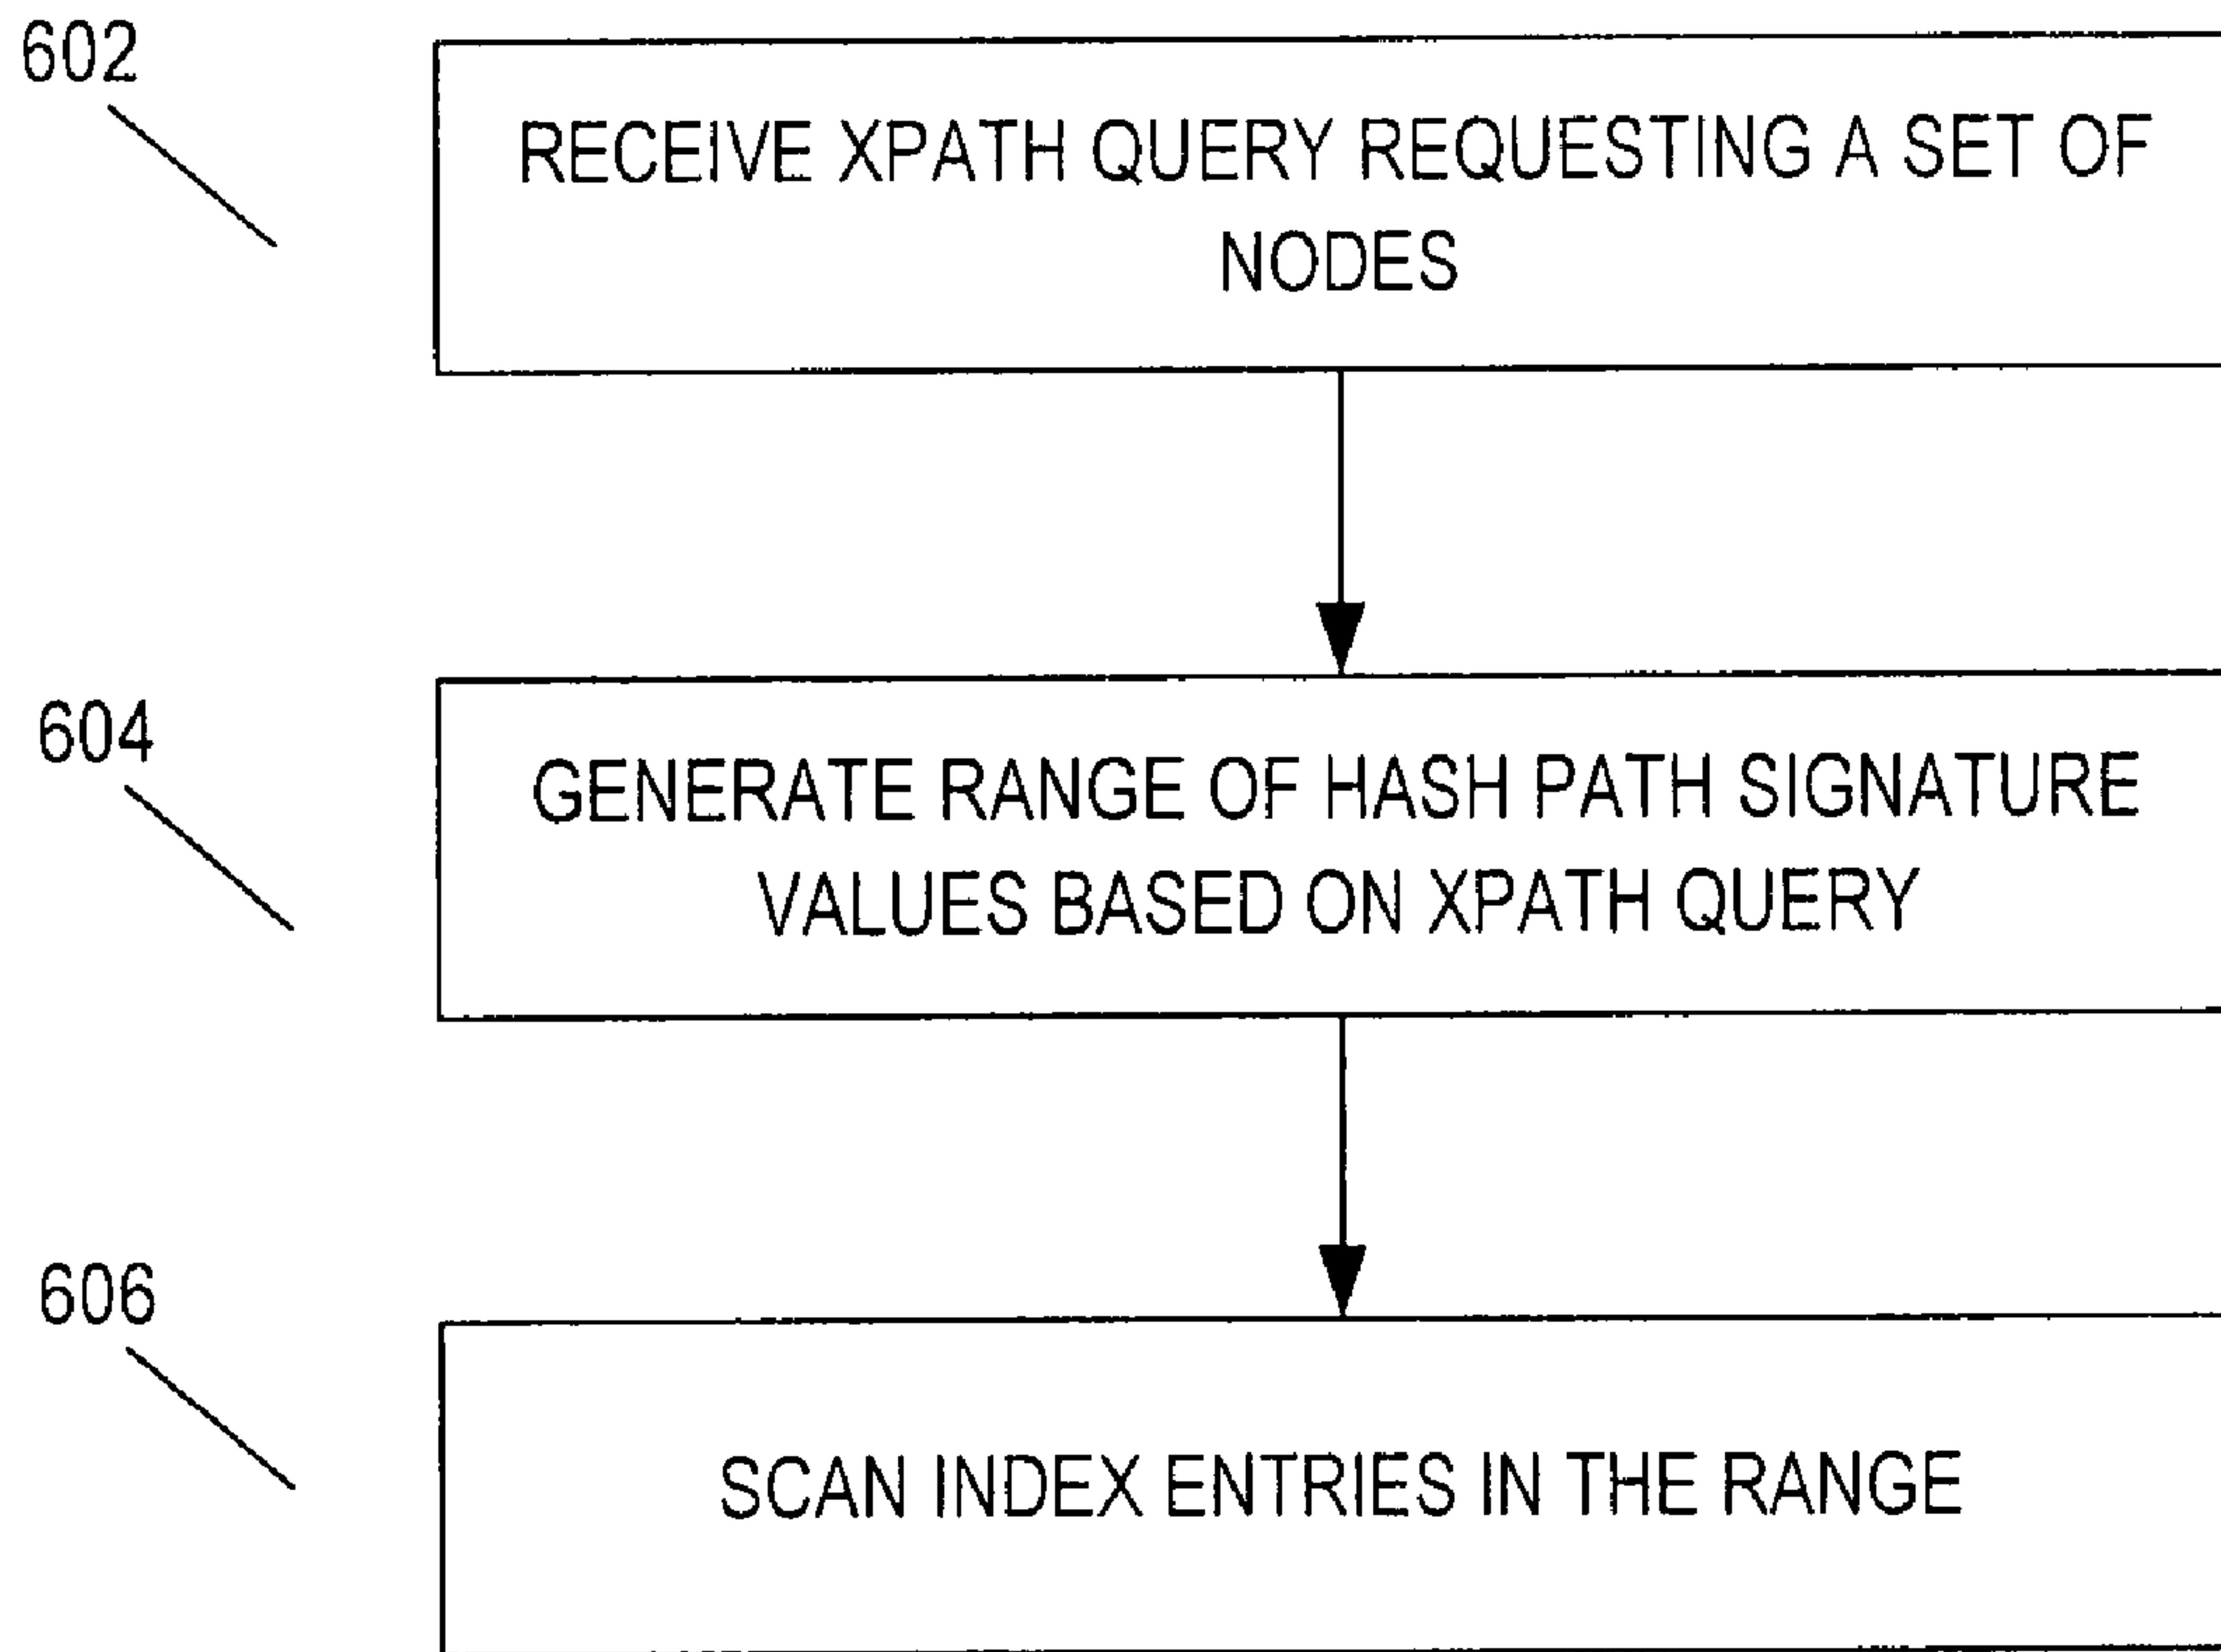 602
RECEIVE XPATH QUERY REQUESTING A SET OF
NODES
604
GENERATE RANGE OF HASH PATH SIGNATURE
VALUES BASED ON XPATH QUERY
606
SCAN INDEX ENTRIES IN THE RANGE